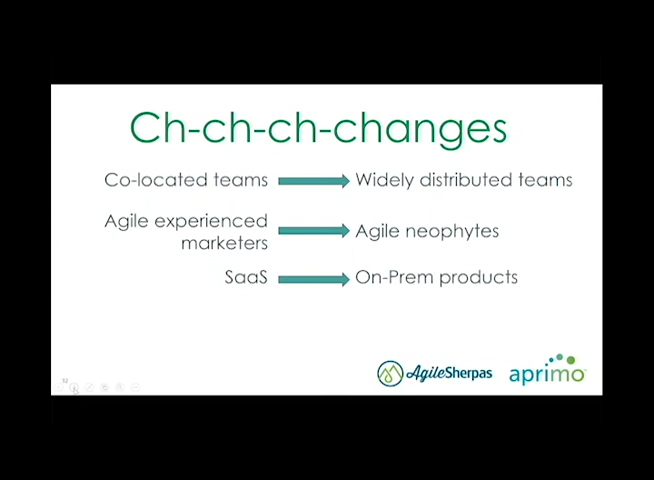 Ch-ch-ch-changes
Co-located teams
Widely distributed teams
Agile experienced
marketers
Agile neophytes
SaaS
On-Prem products
32
AgileSherpas
aprimo